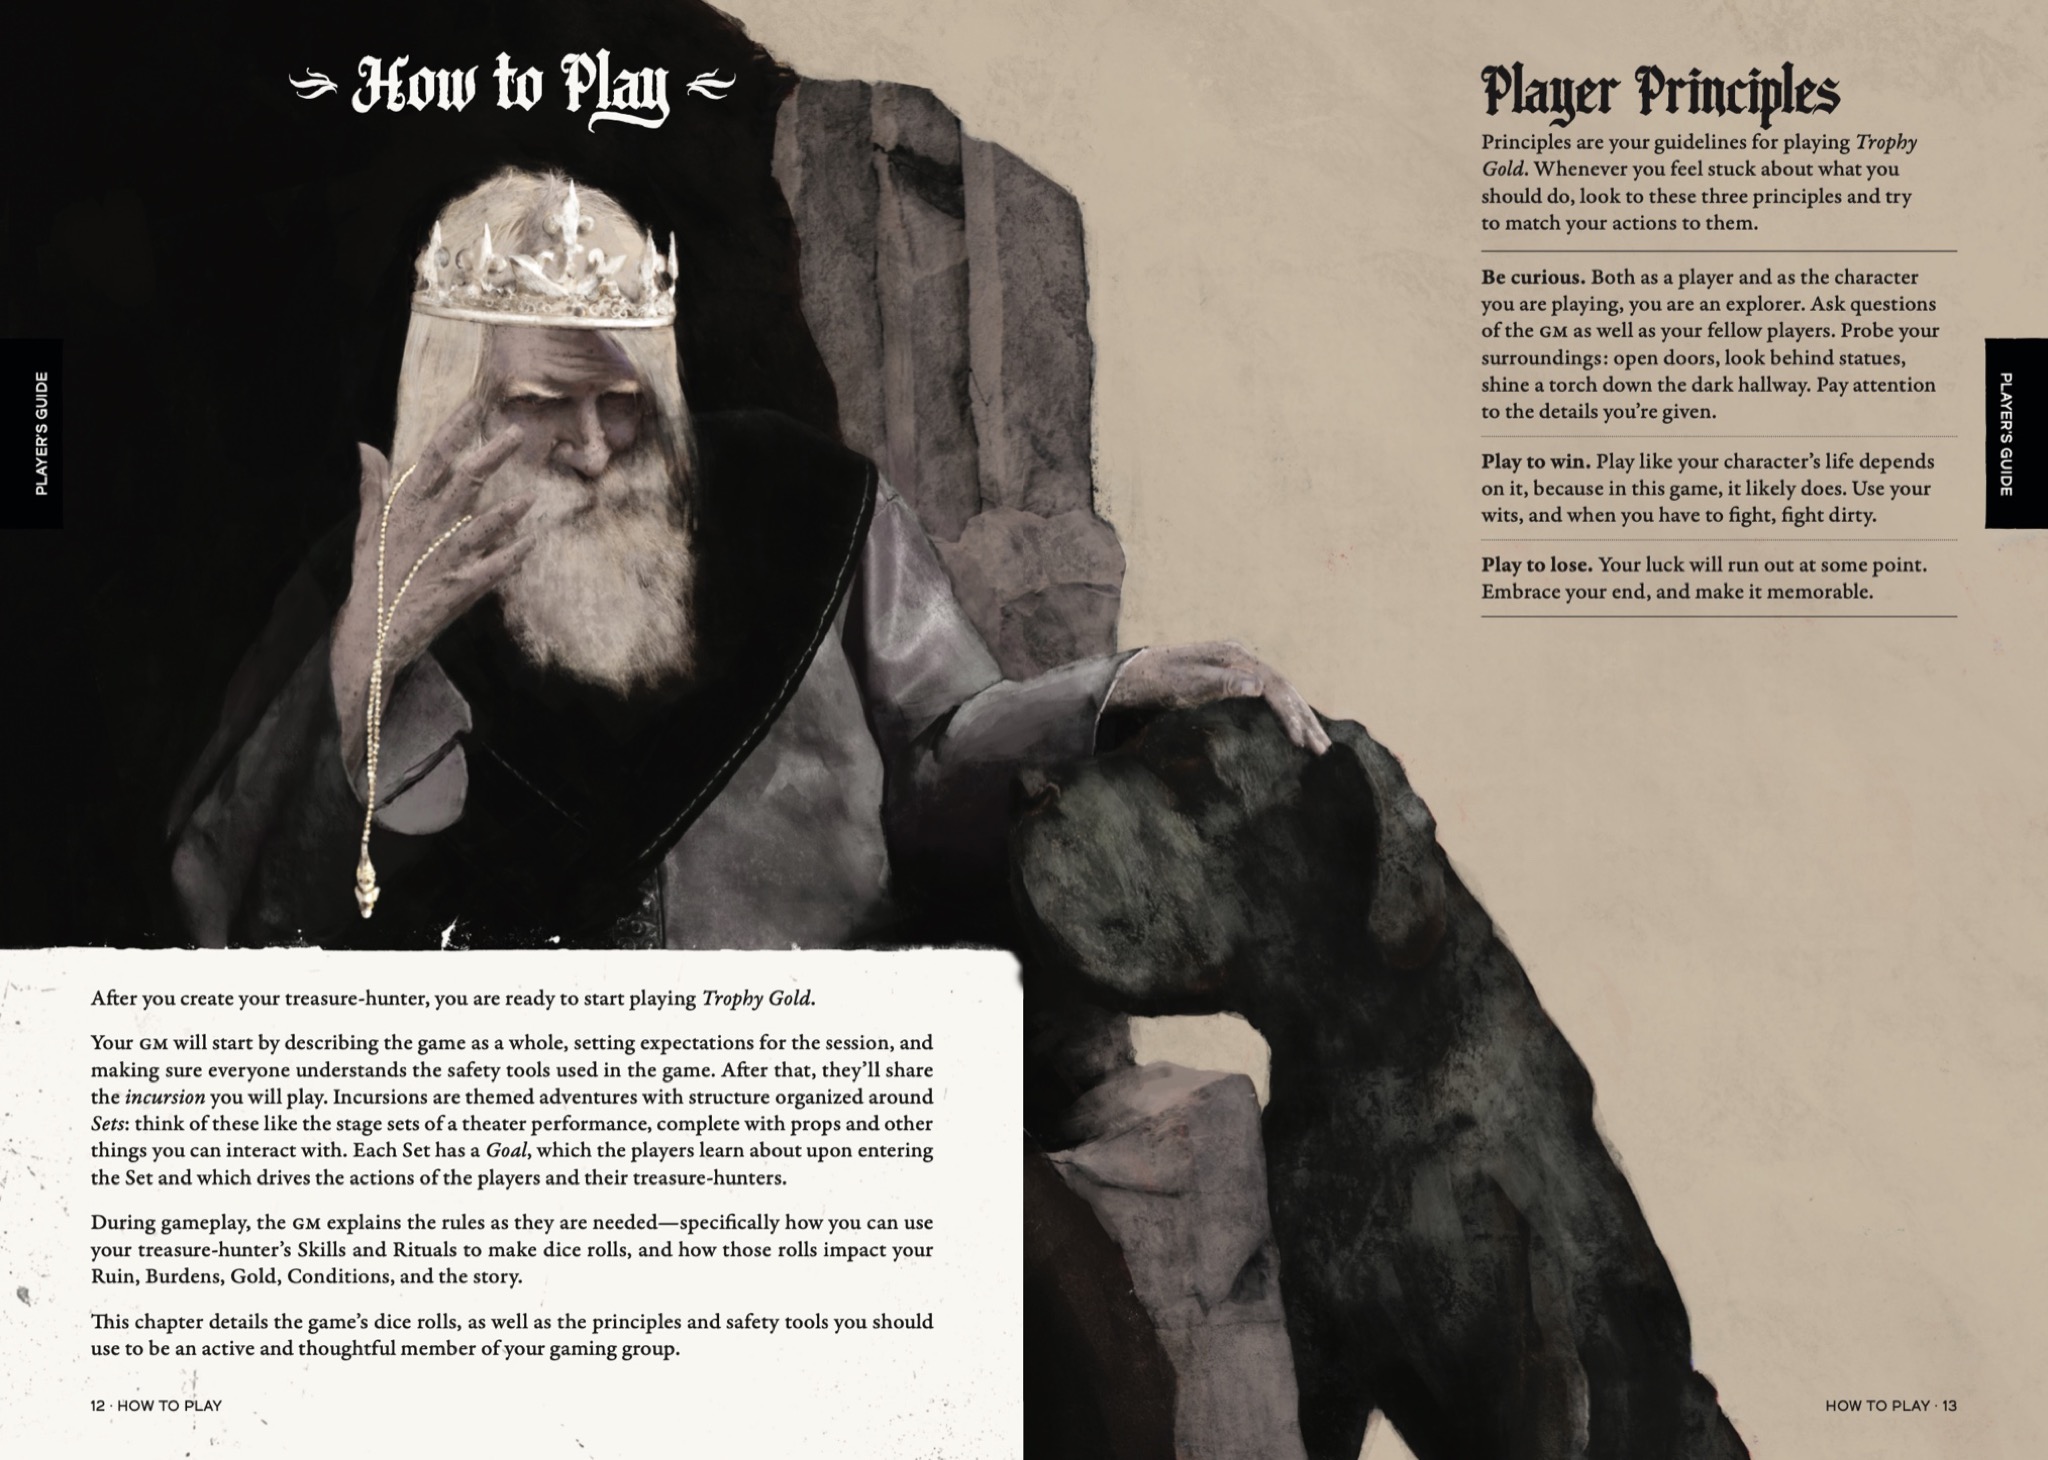 How to Play
PLAYER'S GUIDE
After you create your treasure-hunter, you are ready to start playing Trophy Gold.
Your GM will start by describing the game as a whole, setting expectations for the session, and
making sure everyone understands the safety tools used in the game. After that, they’ll share
the incursion you will play. Incursions are themed adventures with structure organized around
Sets: think of these like the stage sets of a theater performance, complete with props and other
things you can interact with. Each Set has a Goal, which the players learn about upon entering
the Set and which drives the actions of the players and their treasure-hunters.
During gameplay, the GM explains the rules as they are needed—specifically how you can use
your treasure-hunter’s Skills and Rituals to make dice rolls, and how those rolls impact your
Ruin, Burdens, Gold, Conditions, and the story.
This chapter details the game’s dice rolls, as well as the principles and safety tools you should
use to be an active and thoughtful member of your gaming group.
12 · HOW TO PLAY
Player Principles
Principles are your guidelines for playing Trophy
Gold. Whenever you feel stuck about what you
should do, look to these three principles and try
to match your actions to them.
Be curious. Both as a player and as the character
you are playing, you are an explorer. Ask questions
of the GM as well as your fellow players. Probe your
surroundings: open doors, look behind statues,
shine a torch down the dark hallway. Pay attention
to the details you’re given.
Play to win. Play like your character’s life depends
on it, because in this game, it likely does. Use your
wits, and when you have to fight, fight dirty.
Play to lose. Your luck will run out at some point.
Embrace your end, and make it memorable.
PLAYER'S GUIDE
HOW TO PLAY · 13